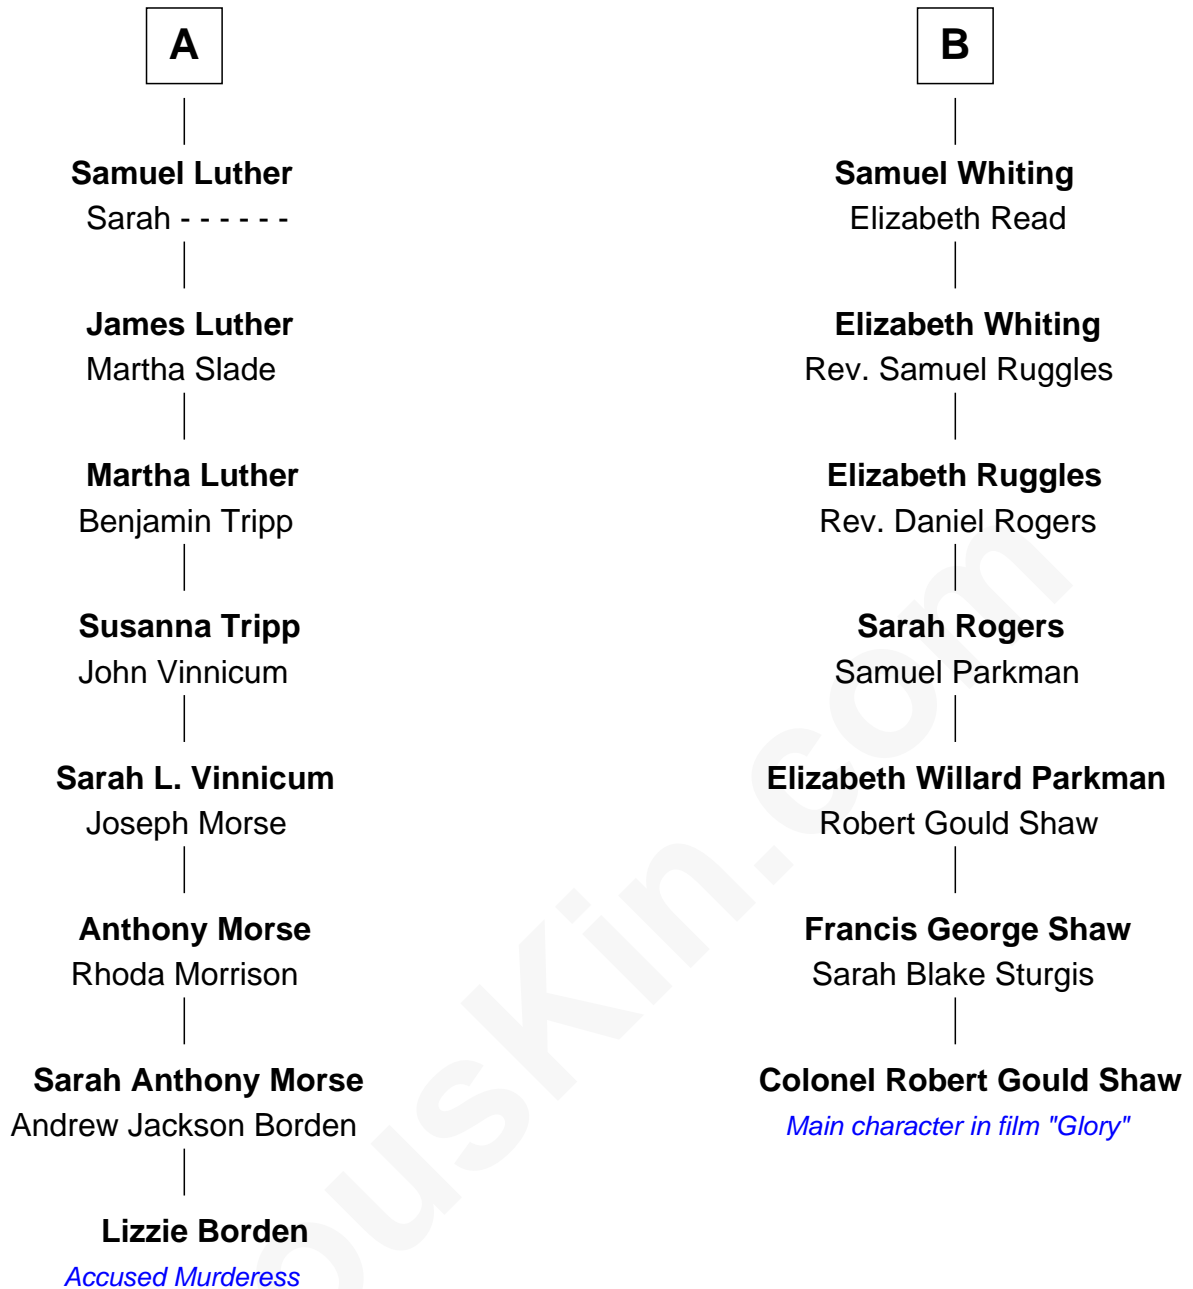 A
Samuel Luther
Sarah - - - - - -
James Luther
Martha Slade
Martha Luther
Benjamin Tripp
Susanna Tripp
John Vinnicum
Sarah L. Vinnicum
Joseph Morse
Anthony Morse
Rhoda Morrison
Sarah Anthony Morse
Andrew Jackson Borden
Lizzie Borden
Accused Murderess
B
Samuel Whiting
Elizabeth Read
Elizabeth Whiting
Rev. Samuel Ruggles
Elizabeth Ruggles
Rev. Daniel Rogers
Sarah Rogers
Samuel Parkman
Elizabeth Willard Parkman
Robert Gould Shaw
Francis George Shaw
Sarah Blake Sturgis
Colonel Robert Gould Shaw
Main character in film "Glory"
ousKin.com